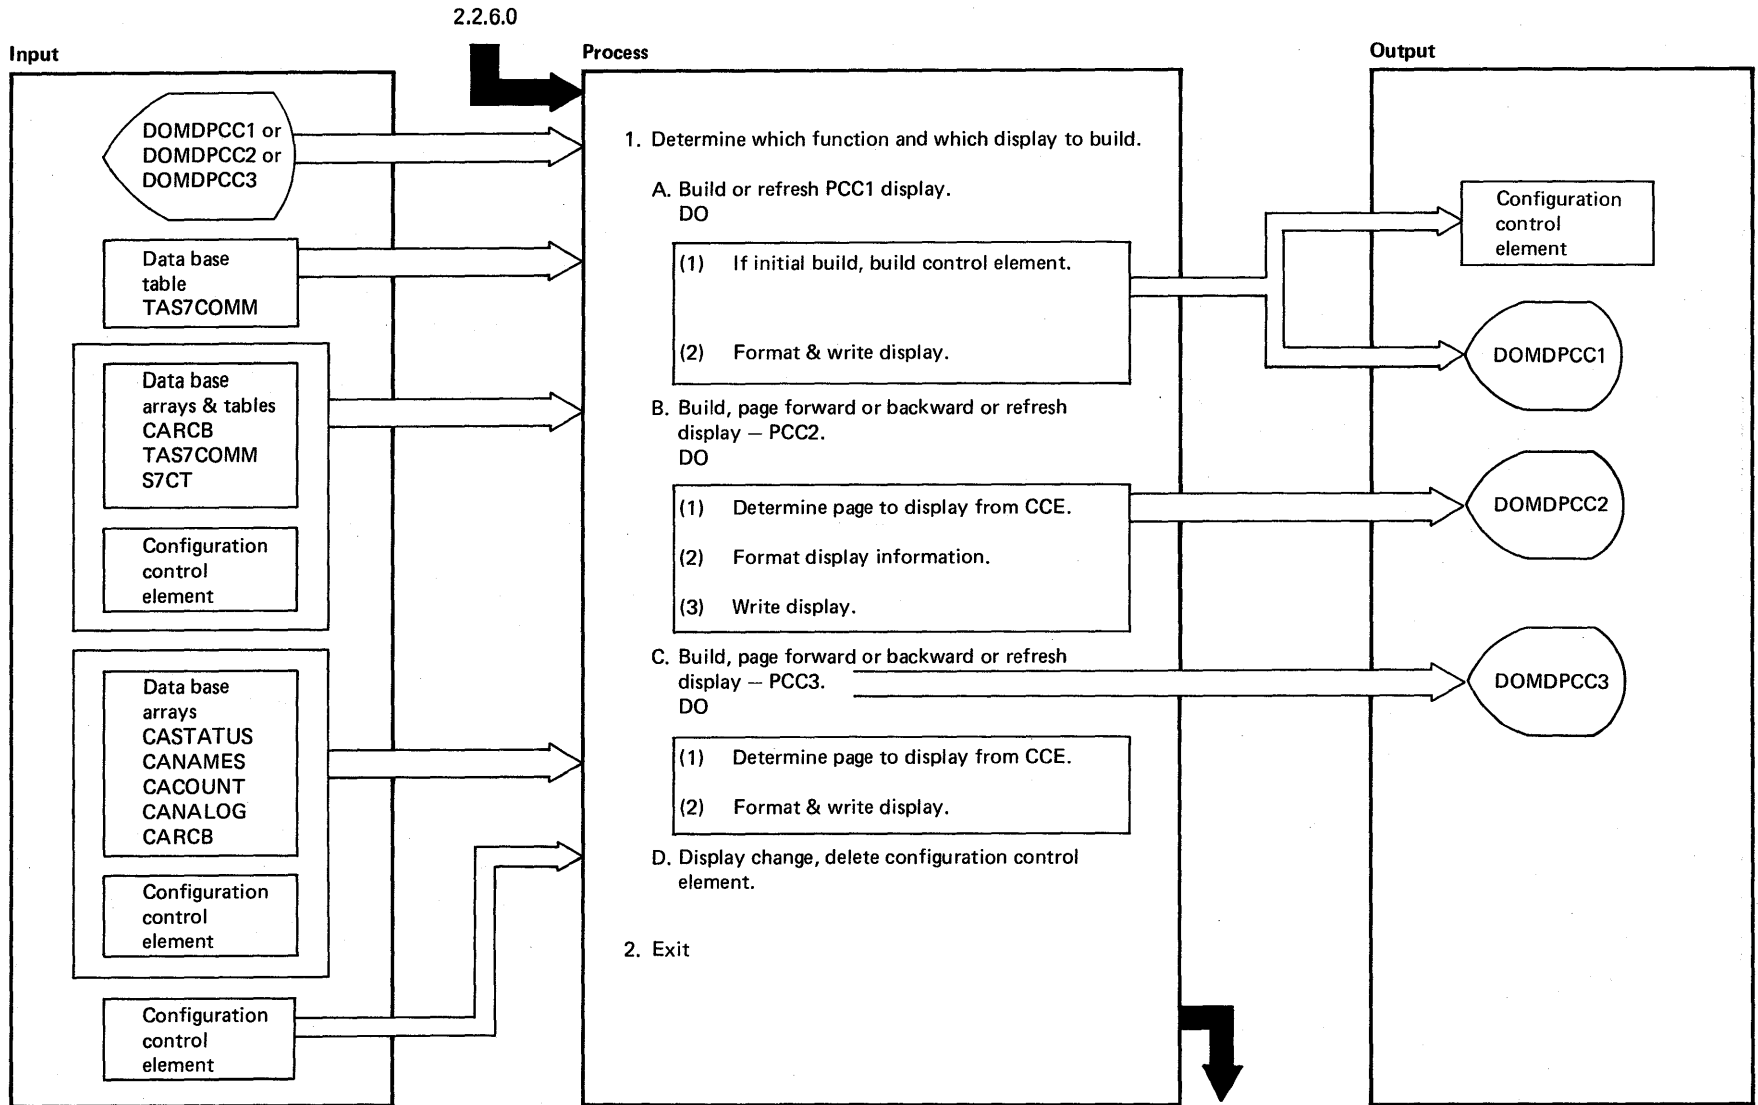 2.2.6.0
Input
DOMDPCC1 or
DOMDPCC2 or
DOMDPCC3
Data base
table
TAS7COMM
Data base
arrays & tables
CARCB
TAS7COMM
S7CT
Configuration
control
element
Data base
arrays
CASTATUS
CANAMES
CACOUNT
CANALOG
CARCB
Configuration
control
element
Configuration
control
element
Process
1. Determine which function and which display to build.
A. Build or refresh PCC1 display.
DO
(1) If initial build, build control element.
(2) Format & write display.
B. Build, page forward or backward or refresh
display — PCC2.
DO
(1) Determine page to display from CCE.
(2) Format display information.
(3) Write display.
C. Build, page forward or backward or refresh
display — PCC3.
DO
(1) Determine page to display from CCE.
(2) Format & write display.
D. Display change, delete configuration control
element.
2. Exit
Output
Configuration
control
element
DOMDPCC1
DOMDPCC2
DOMDPCC3